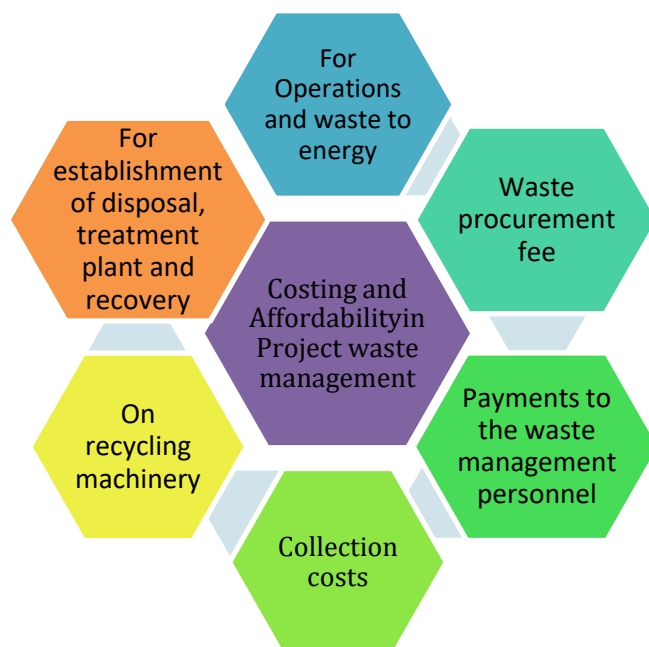 For
Operations
and waste to
energy
Waste
procurement
fee
Payments to
the waste
management
personnel
Collection
costs
On
recycling
machinery
For
establishment
of disposal,
treatment
plant and
recovery
Costing and
Affordabilityin
Project waste
management